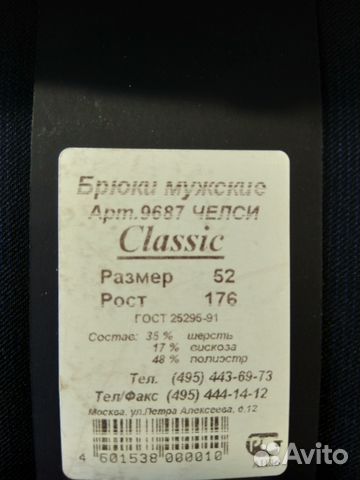 Брюки мужские
Арт.9687 ЧЕЛСИ
Classic
Размер 52
Рост 176
ГОСТ 25295-91
Состав: 35 % шерсть
17 % вискоза
48 % полиэстр
Тел. (495) 443-69-73
Тел/Факс (495) 444-14-12
Москва, ул.Петра Алексеева, д.12
4 601538 000010
Avito